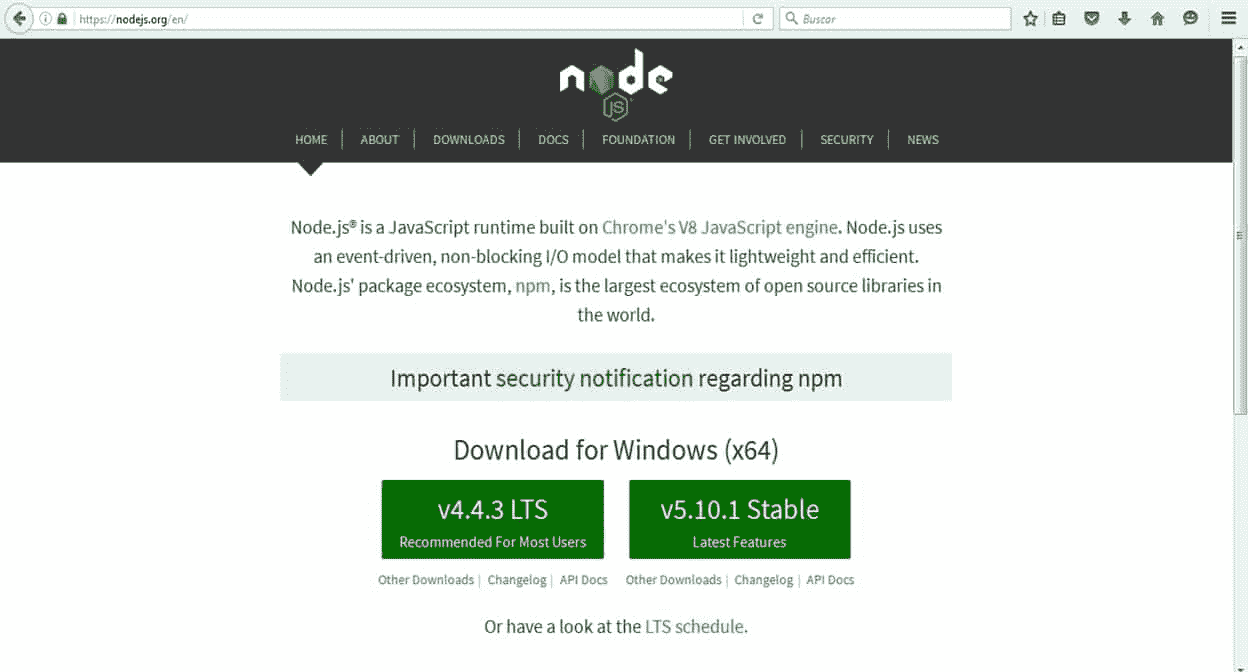 https://nodejs.org/en/
Buscar
node
JS
HOME | ABOUT | DOWNLOADS | DOCS | FOUNDATION | GET INVOLVED | SECURITY | NEWS
Node.js® is a JavaScript runtime built on Chrome's V8 JavaScript engine. Node.js uses
an event-driven, non-blocking I/O model that makes it lightweight and efficient.
Node.js' package ecosystem, npm, is the largest ecosystem of open source libraries in
the world.
Important security notification regarding npm
Download for Windows (x64)
v4.4.3 LTS v5.10.1 Stable
Recommended For Most Users Latest Features
Other Downloads | Changelog | API Docs Other Downloads | Changelog | API Docs
Or have a look at the LTS schedule.